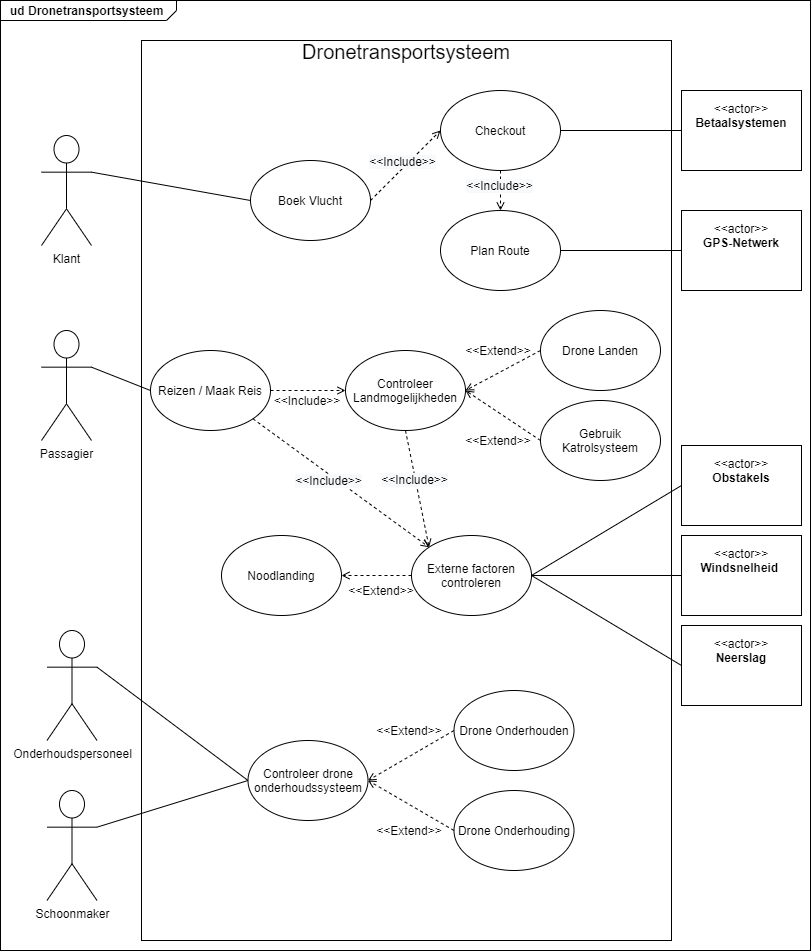 ud Dronetransportsysteem
Dronetransportsysteem
Checkout
<<actor>>
Betaalsystemen
<<Include>>
<<Include>>
Boek Vlucht
Klant
Plan Route
<<actor>>
GPS-Netwerk
<<Extend>>
Drone Landen
Reizen / Maak Reis
<<Include>>
Controleer
Landmogelijkheden
Passagier
<<Extend>>
Gebruik
Katrolsysteem
<<Include>>
<<Include>>
<<actor>>
Obstakels
Noodlanding
<<Extend>>
Externe factoren
controleren
<<actor>>
Windsnelheid
<<actor>>
Neerslag
Onderhoudspersoneel
<<Extend>>
Drone Onderhouden
Controleer drone
onderhoudssysteem
<<Extend>>
Drone Onderhouding
Schoonmaker